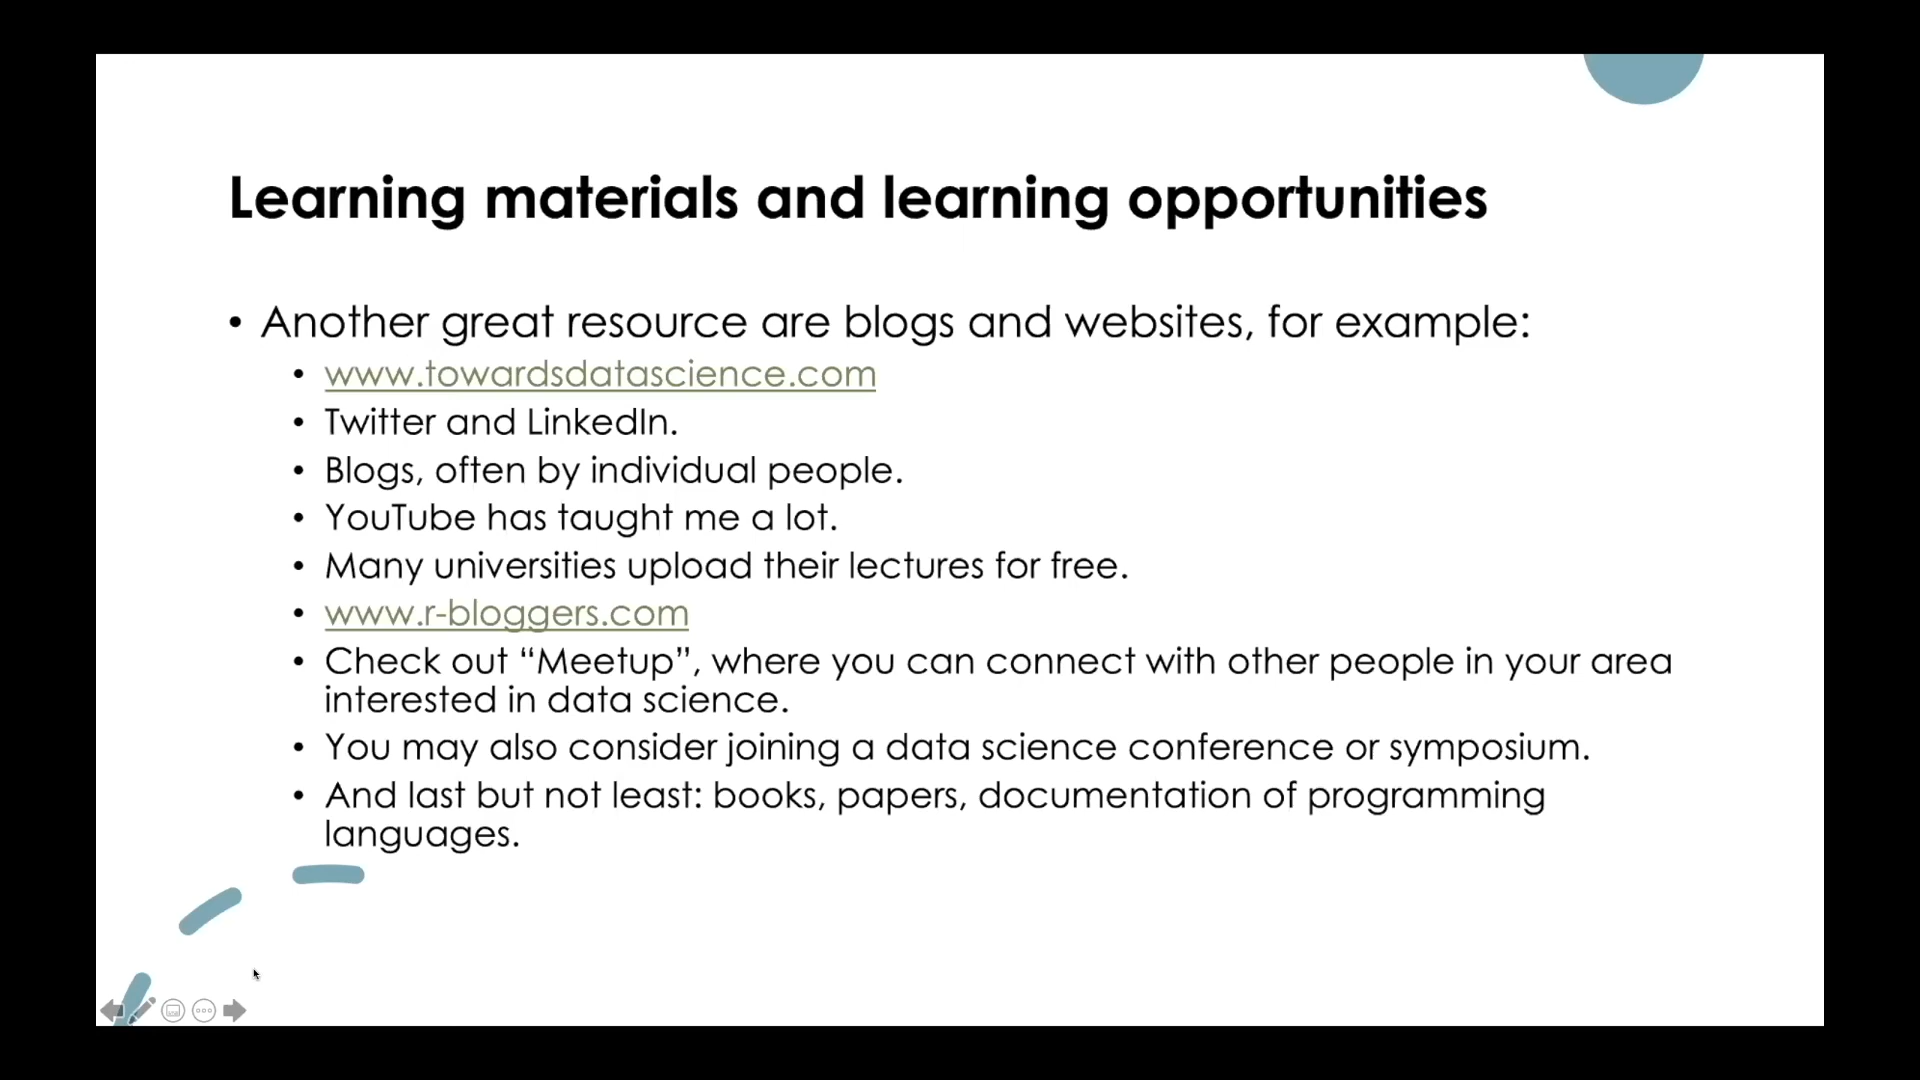 Learning materials and learning opportunities
• Another great resource are blogs and websites, for example:
• www.towardsdatascience.com
• Twitter and LinkedIn.
• Blogs, often by individual people.
• YouTube has taught me a lot.
• Many universities upload their lectures for free.
• www.r-bloggers.com
• Check out “Meetup”, where you can connect with other people in your area
interested in data science.
• You may also consider joining a data science conference or symposium.
• And last but not least: books, papers, documentation of programming
languages.